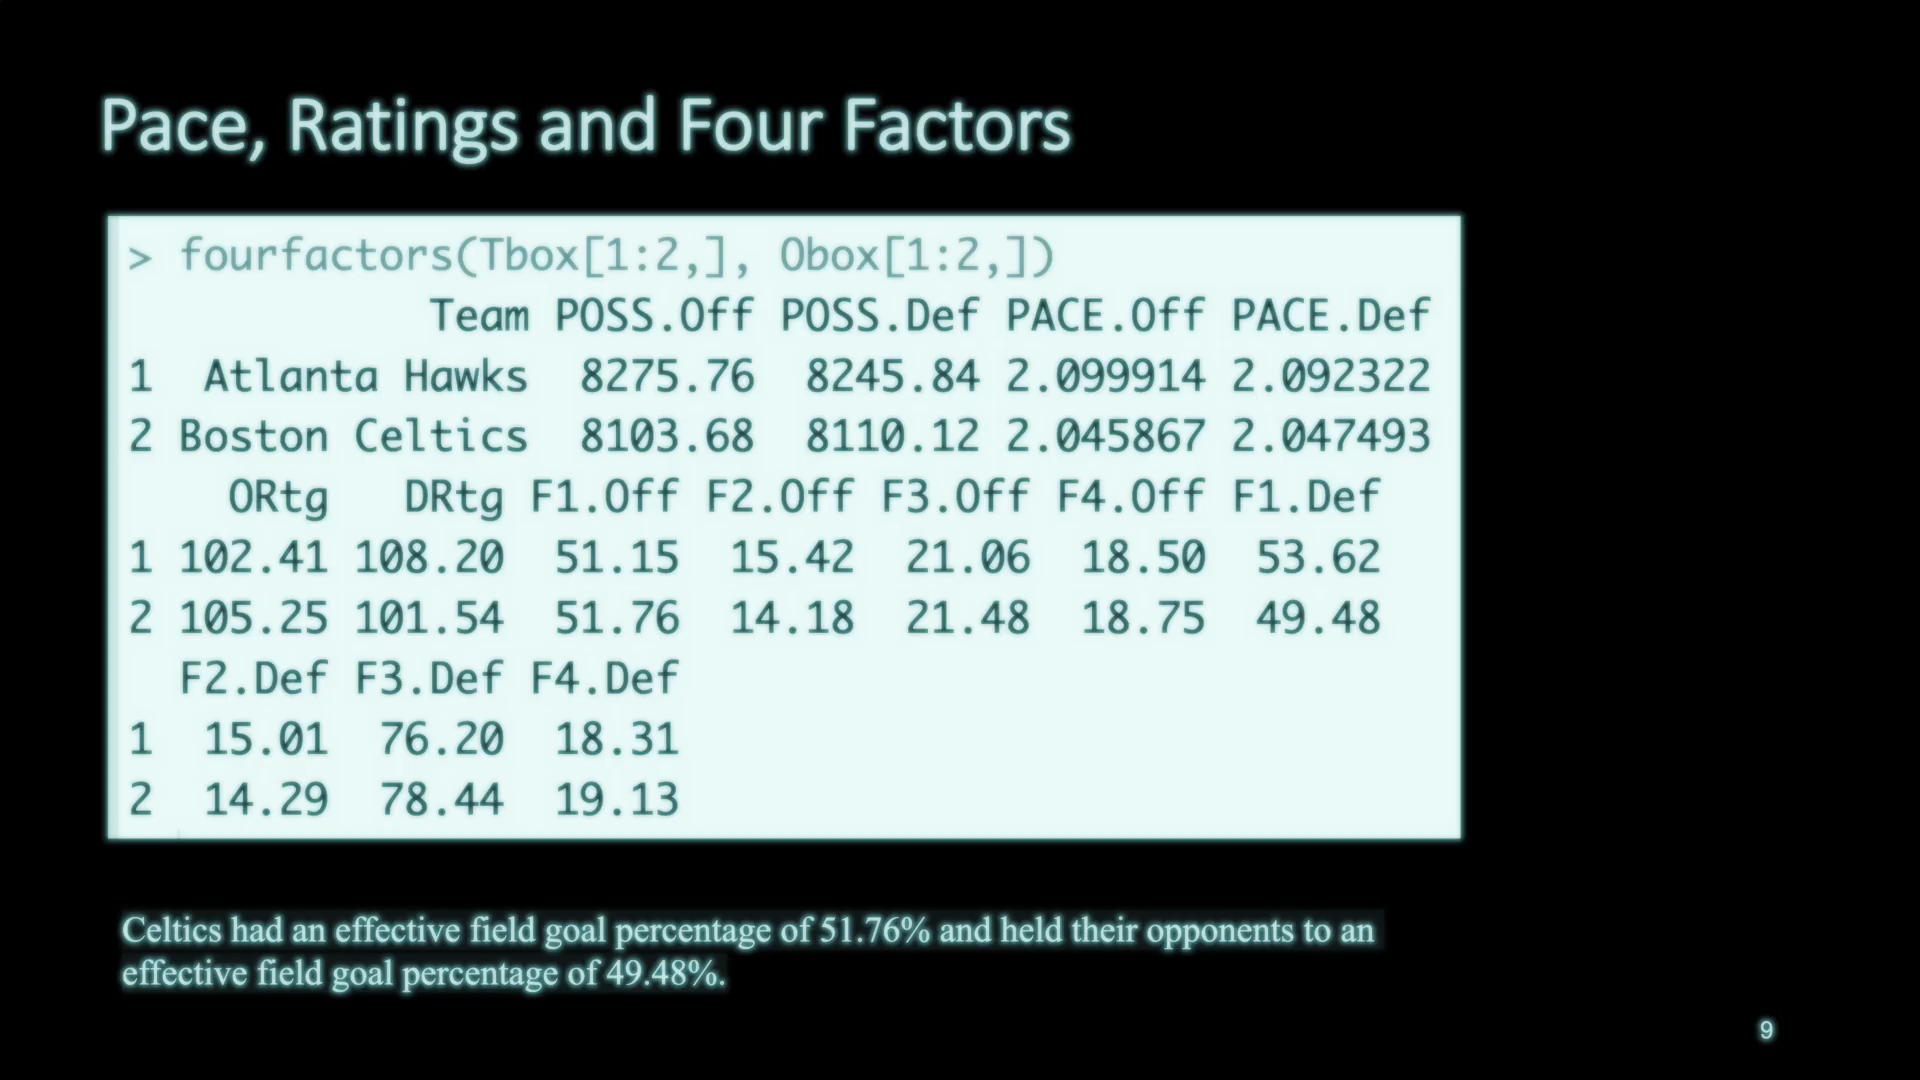 Pace, Ratings and Four Factors
> fourfactors(Tbox[1:2,], Obox[1:2,])
Team POSS.Off POSS.Def PACE.Off PACE.Def
1 Atlanta Hawks 8275.76 8245.84 2.099914 2.092322
2 Boston Celtics 8103.68 8110.12 2.045867 2.047493
ORtg DRtg F1.Off F2.Off F3.Off F4.Off F1.Def
1 102.41 108.20 51.15 15.42 21.06 18.50 53.62
2 105.25 101.54 51.76 14.18 21.48 18.75 49.48
F2.Def F3.Def F4.Def
1 15.01 76.20 18.31
2 14.29 78.44 19.13
Celtics had an effective field goal percentage of 51.76% and held their opponents to an
effective field goal percentage of 49.48%.
9